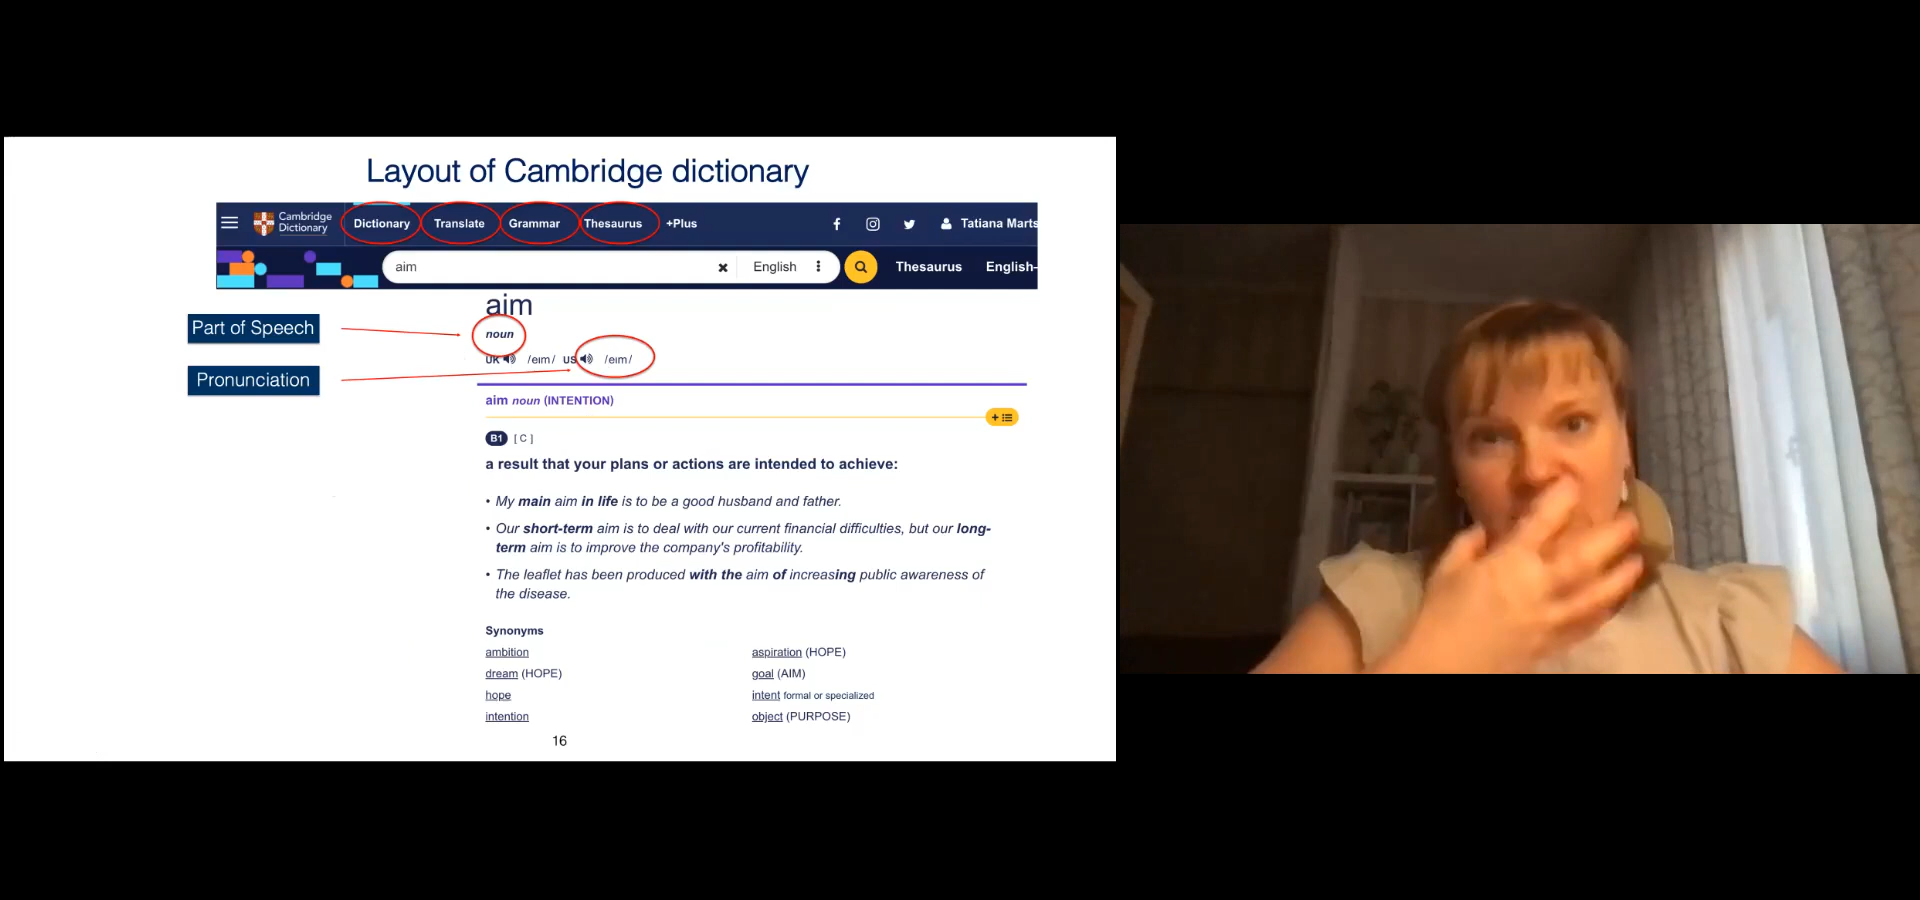 Layout of Cambridge dictionary
Cambridge
Dictionary
Dictionary Translate Grammar Thesaurus +Plus Tatiana Marts
aim English Thesaurus English-
aim
Part of Speech
noun
UK /eɪm/ US /eɪm/
Pronunciation
aim noun (INTENTION)
B1 [ C ]
a result that your plans or actions are intended to achieve:
• My main aim in life is to be a good husband and father.
• Our short-term aim is to deal with our current financial difficulties, but our long-
term aim is to improve the company's profitability.
• The leaflet has been produced with the aim of increasing public awareness of
the disease.
Synonyms
ambition aspiration (HOPE)
dream (HOPE) goal (AIM)
hope intent formal or specialized
intention object (PURPOSE)
16